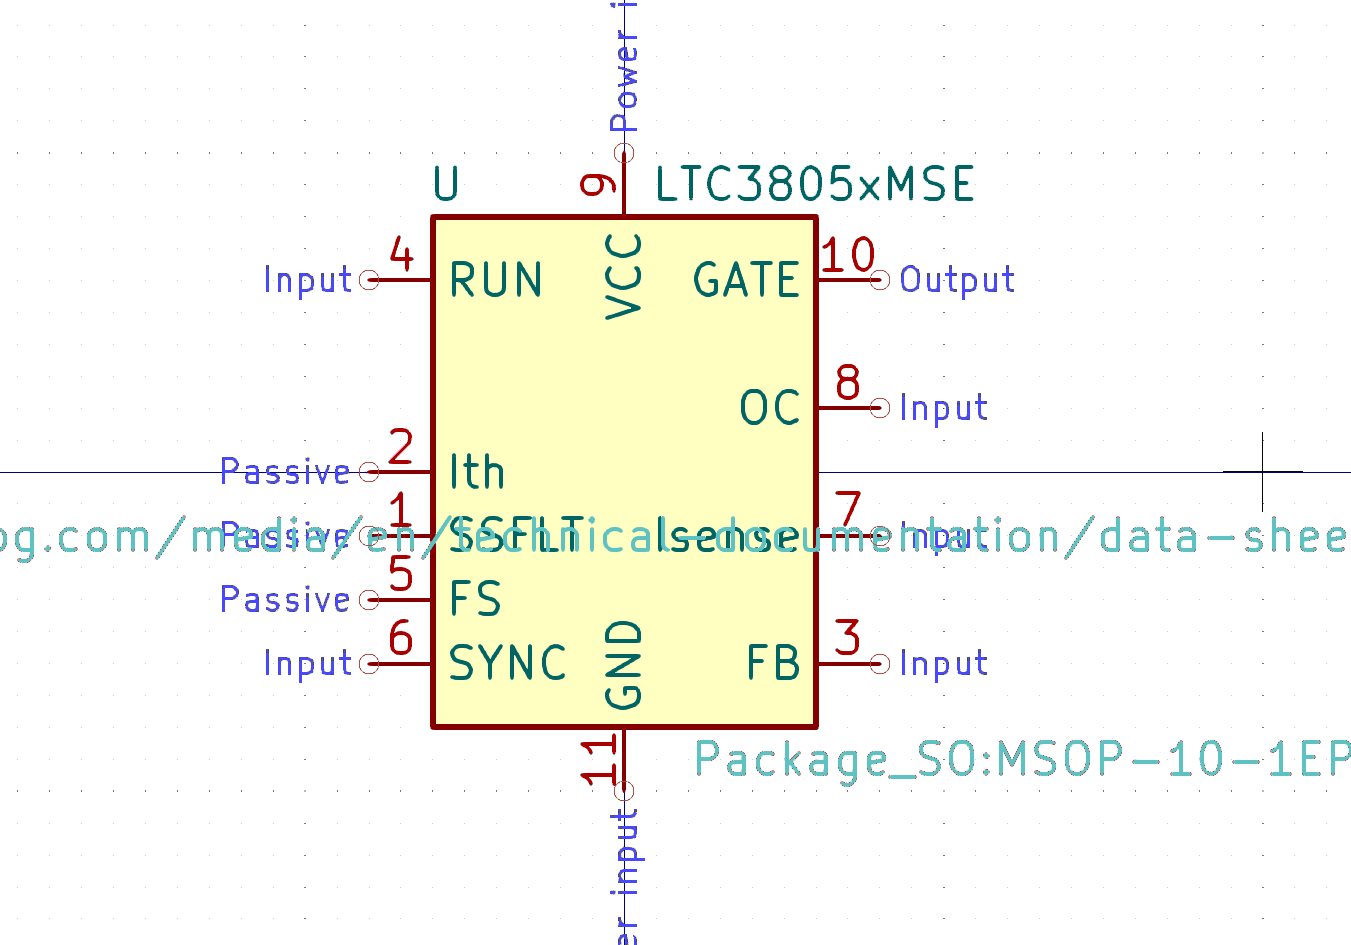 Power i
9
U
LTC3805xMSE
4
10
Input
RUN
VCC
GATE
Output
8
OC
Input
2
Passive
Ith
1
7
Passive
SSFLT
Isense
Input
og.com/media/en/technical-documentation/data-shee
5
Passive
FS
6
3
Input
SYNC
GND
FB
Input
11
Package_SO:MSOP-10-1EP
er input